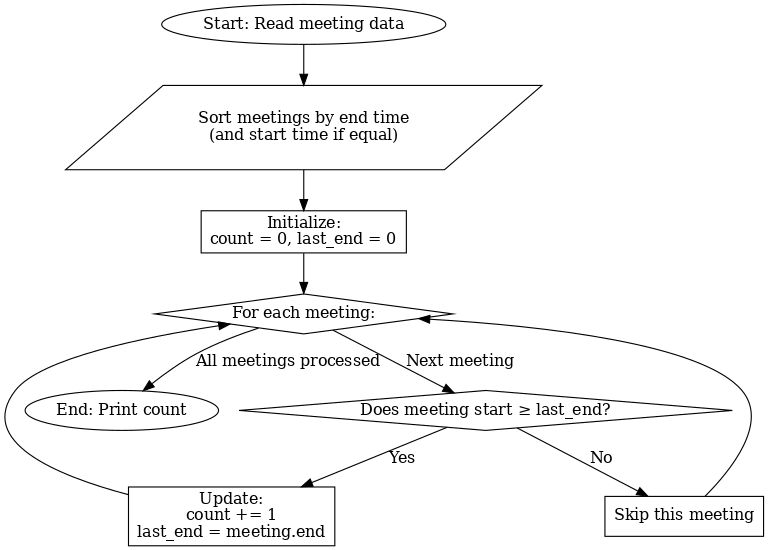 Start: Read meeting data
Sort meetings by end time
(and start time if equal)
Initialize:
count = 0, last_end = 0
For each meeting:
All meetings processed
Next meeting
End: Print count
Does meeting start ≥ last_end?
Yes
No
Update:
count += 1
last_end = meeting.end
Skip this meeting